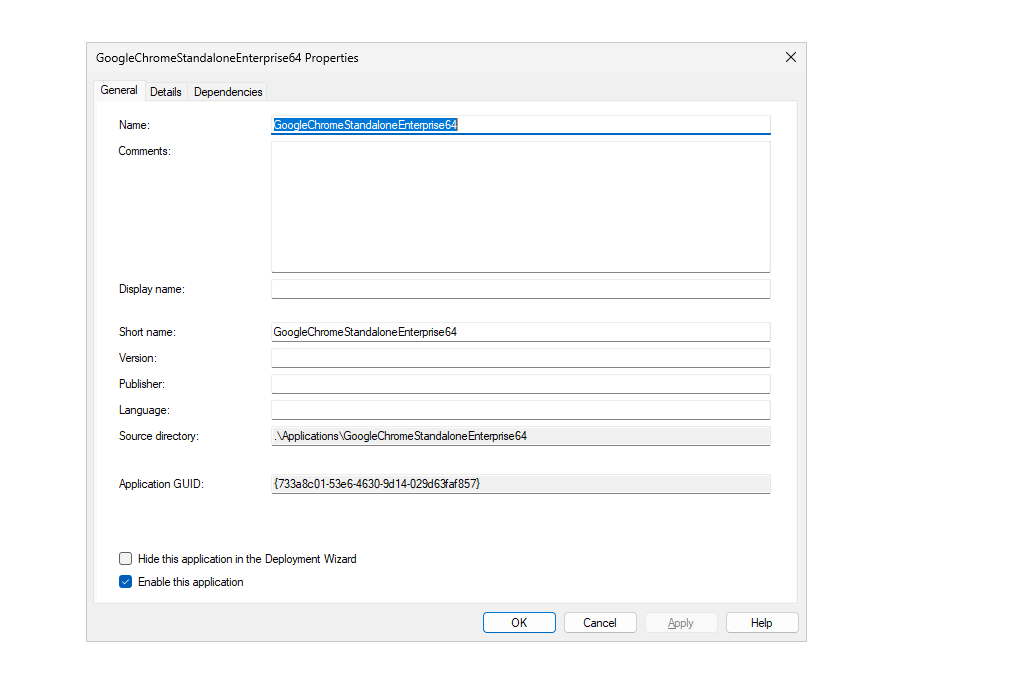 GoogleChromeStandaloneEnterprise64 Properties
General Details Dependencies
Name: GoogleChromeStandaloneEnterprise64
Comments:
Display name:
Short name: GoogleChromeStandaloneEnterprise64
Version:
Publisher:
Language:
Source directory: .\Applications\GoogleChromeStandaloneEnterprise64
Application GUID: {733a8c01-53e6-4630-9d14-029d63faf857}
Hide this application in the Deployment Wizard
Enable this application
OK Cancel Apply Help